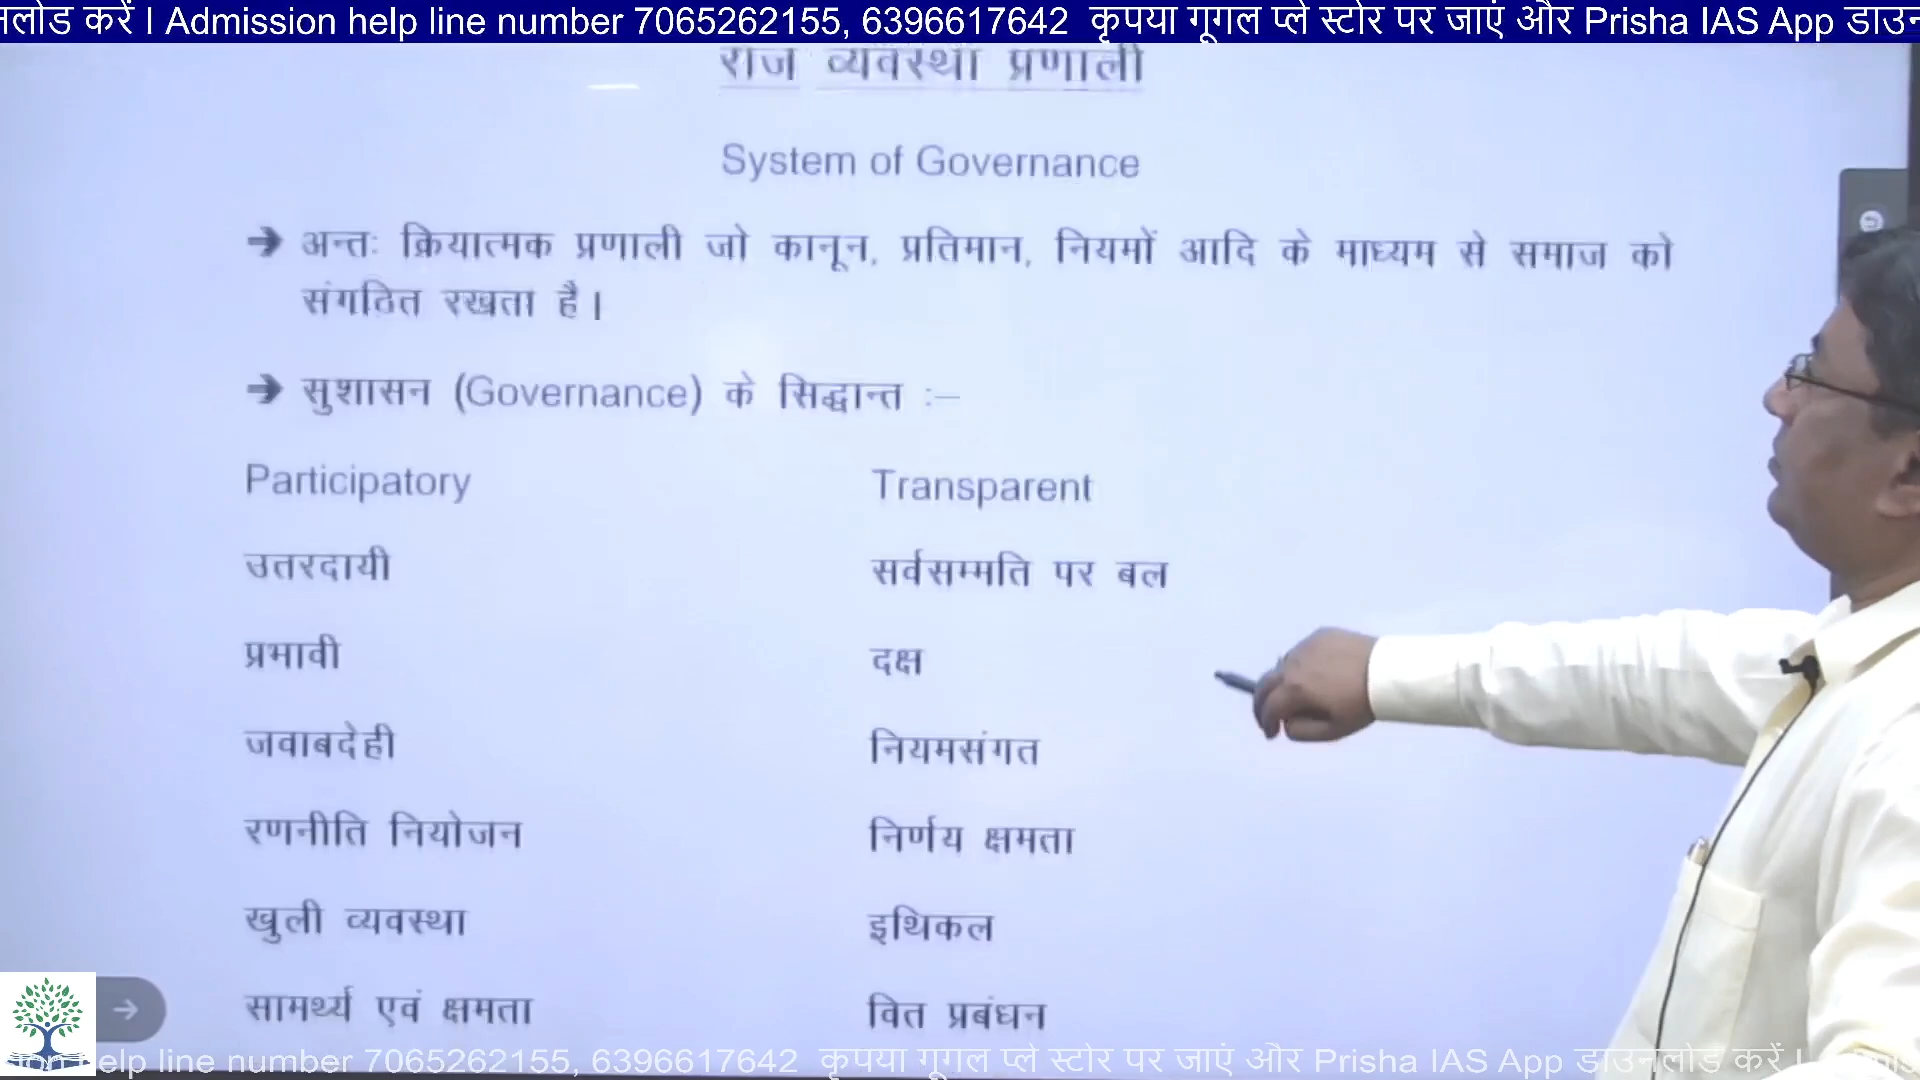 नलोड करें I Admission help line number 7065262155, 6396617642 कृपया गूगल प्ले स्टोर पर जाएं और Prisha IAS App डाउन
राज व्यवस्था प्रणाली
System of Governance
➔ अन्तः क्रियात्मक प्रणाली जो कानून, प्रतिमान, नियमों आदि के माध्यम से समाज को
संगठित रखता है।
➔ सुशासन (Governance) के सिद्धान्त :–
Participatory Transparent
उतरदायी सर्वसम्मति पर बल
प्रभावी दक्ष
जवाबदेही नियमसंगत
रणनीति नियोजन निर्णय क्षमता
खुली व्यवस्था इथिकल
सामर्थ्य एवं क्षमता वित प्रबंधन
help line number 7065262155, 6396617642 कृपया गूगल प्ले स्टोर पर जाएं और Prisha IAS App डाउनलोड करें I